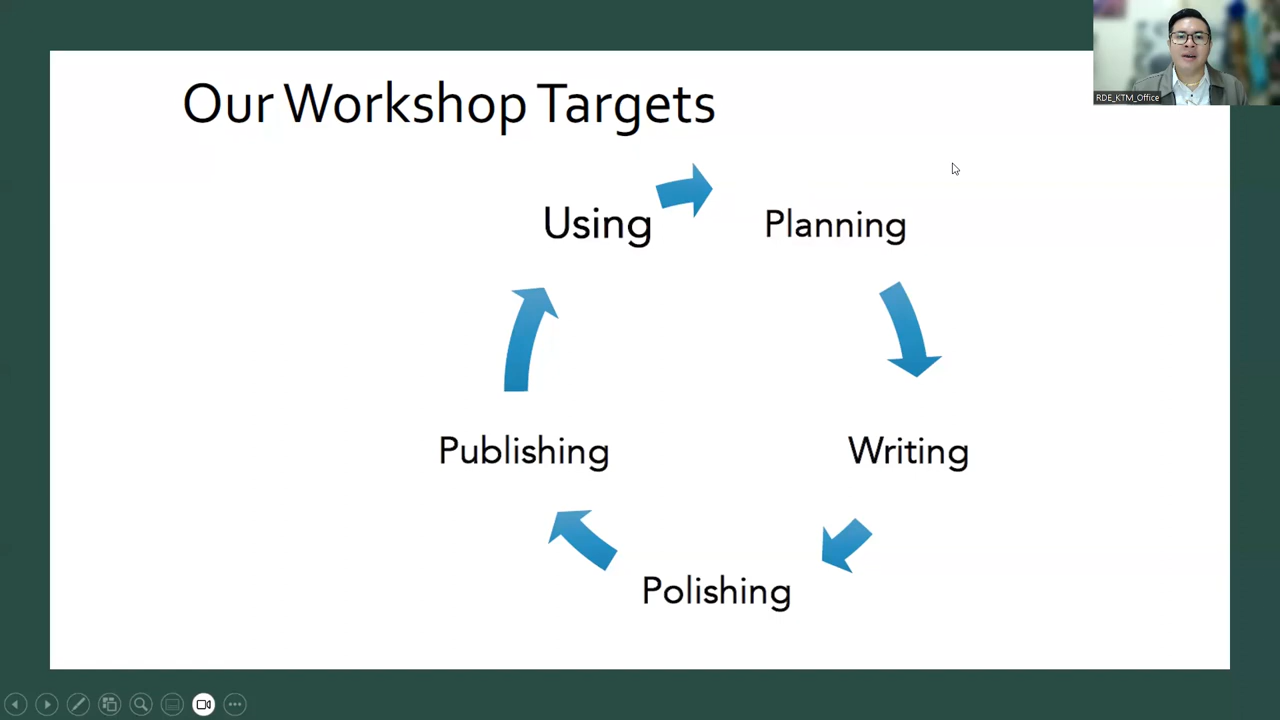 Our Workshop Targets
RDE_KTM_Office
Using
Planning
Publishing
Writing
Polishing